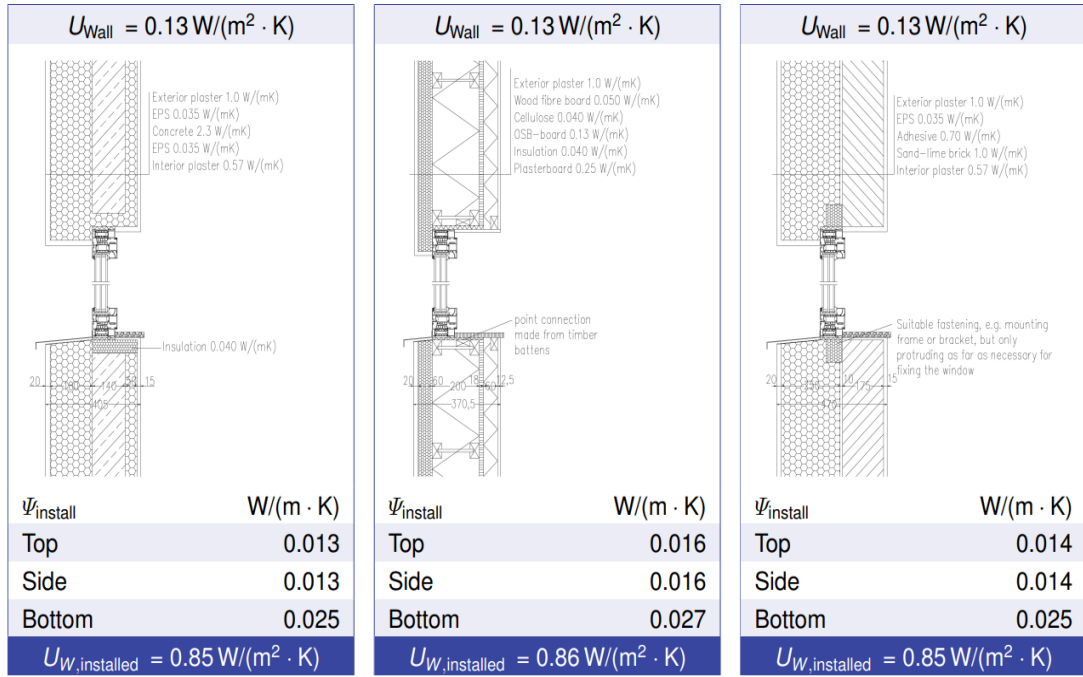 U_Wall = 0.13 W/(m² · K)
Exterior plaster 1.0 W/(mK)
EPS 0.035 W/(mK)
Concrete 2.3 W/(mK)
EPS 0.035 W/(mK)
Interior plaster 0.57 W/(mK)
Insulation 0.040 W/(mK)
20 180 140 50 15
405
Ψ_install W/(m · K)
Top 0.013
Side 0.013
Bottom 0.025
U_W,installed = 0.85 W/(m² · K)
U_Wall = 0.13 W/(m² · K)
Exterior plaster 1.0 W/(mK)
Wood fibre board 0.050 W/(mK)
Cellulose 0.040 W/(mK)
OSB-board 0.13 W/(mK)
Insulation 0.040 W/(mK)
Plasterboard 0.25 W/(mK)
point connection
made from timber
battens
20 60 200 18 60 12,5
370,5
Ψ_install W/(m · K)
Top 0.016
Side 0.016
Bottom 0.027
U_W,installed = 0.86 W/(m² · K)
U_Wall = 0.13 W/(m² · K)
Exterior plaster 1.0 W/(mK)
EPS 0.035 W/(mK)
Adhesive 0.70 W/(mK)
Sand-lime brick 1.0 W/(mK)
Interior plaster 0.57 W/(mK)
Suitable fastening, e.g. mounting
frame or bracket, but only
protruding as far as necessary for
fixing the window
20 250 10 175 15
470
Ψ_install W/(m · K)
Top 0.014
Side 0.014
Bottom 0.025
U_W,installed = 0.85 W/(m² · K)